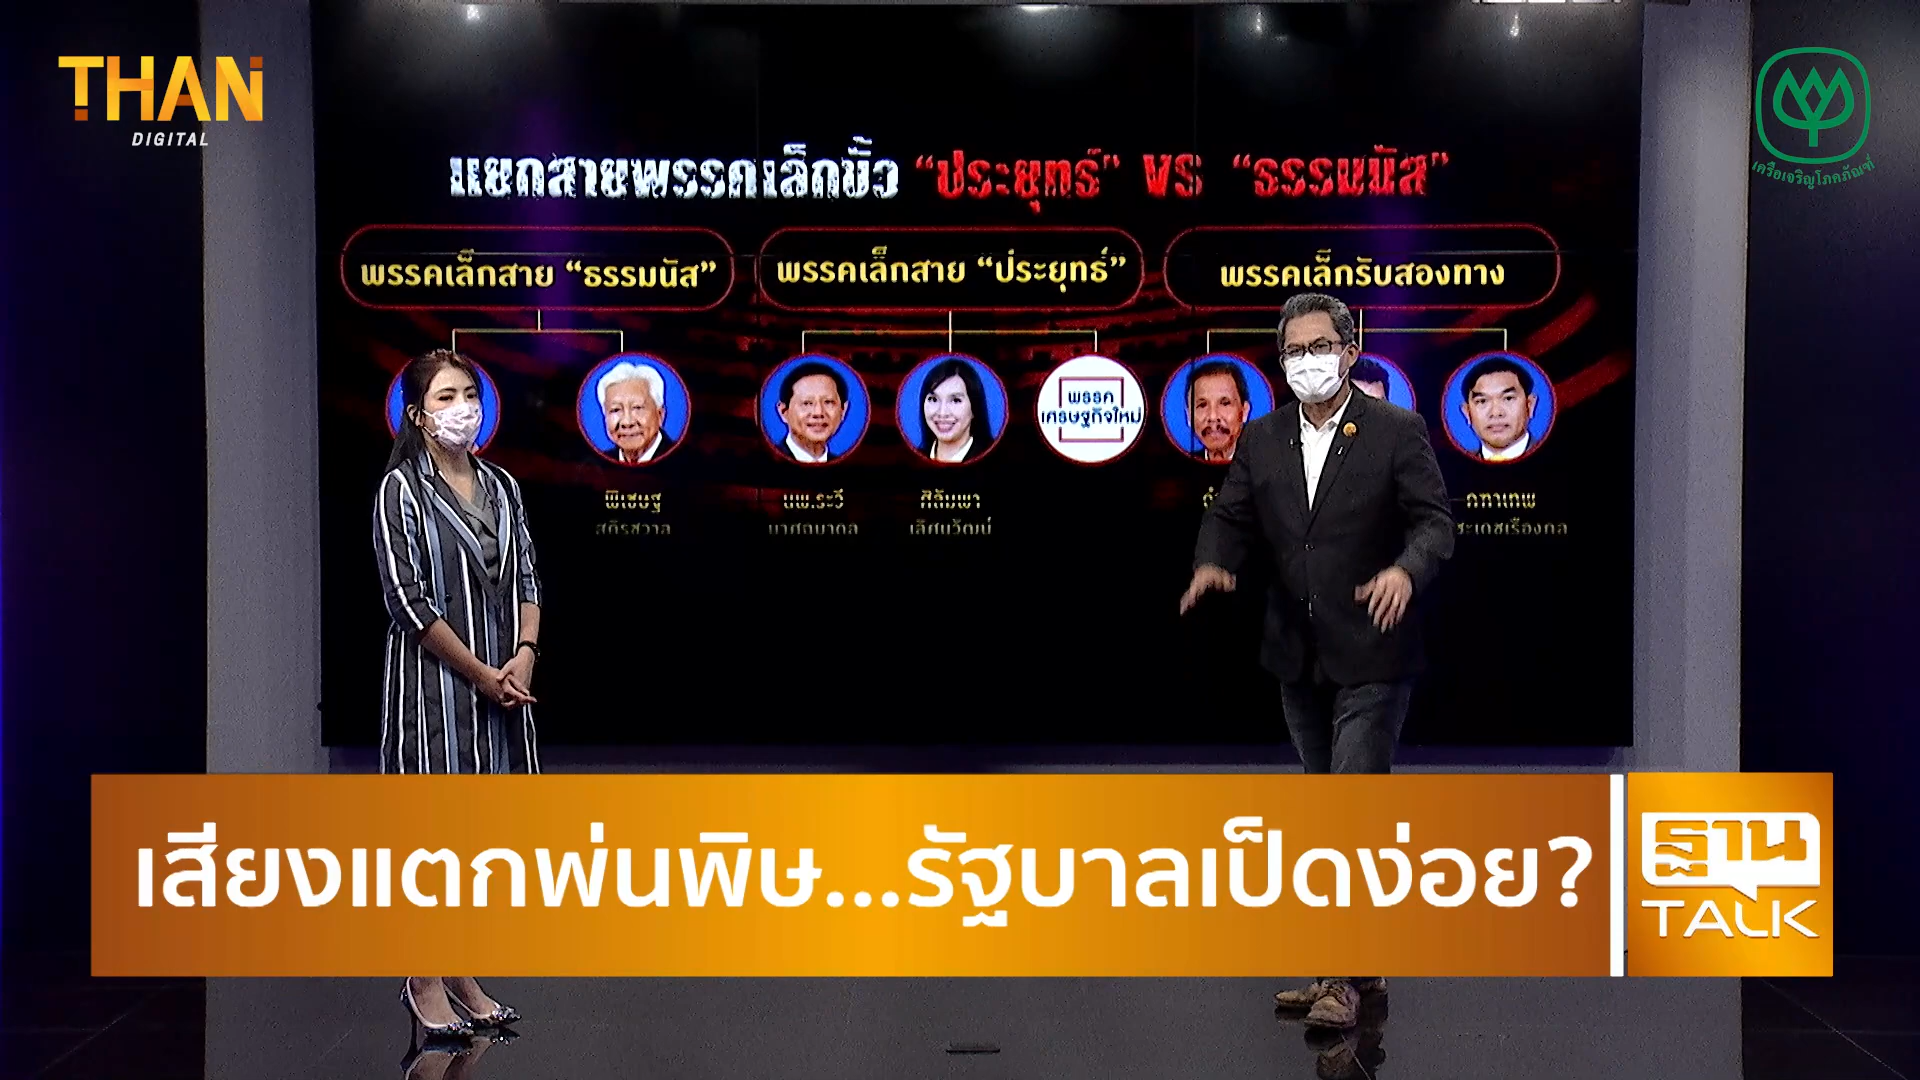 THAN
DIGITAL
เครือเจริญโภคภัณฑ์
แยกสายพรรคเล็กขั้ว “ประยุทธ์” VS “ธรรมนัส”
พรรคเล็กสาย “ธรรมนัส”
พรรคเล็กสาย “ประยุทธ์”
พรรคเล็กรับสองทาง
พรรค
เศรษฐกิจใหม่
พิเชษฐ
สถิรชวาล
นพ.ระวี
มาศฉมาดล
ศิลัมพา
เลิศนุวัฒน์
คฑาเทพ
เตชะเดชเรืองกุล
เสียงแตกพ่นพิษ...รัฐบาลเป็ดง่อย?
ฐาน
TALK